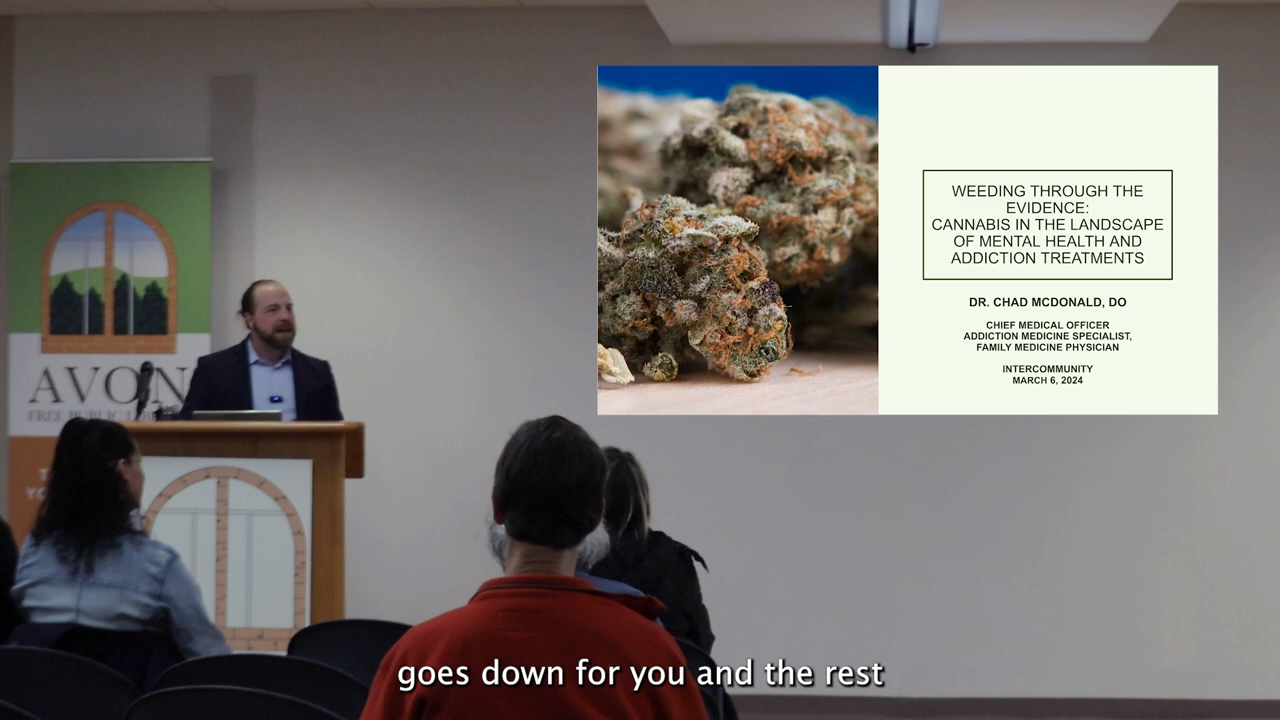 WEEDING THROUGH THE
EVIDENCE:
CANNABIS IN THE LANDSCAPE
OF MENTAL HEALTH AND
ADDICTION TREATMENTS
DR. CHAD MCDONALD, DO
CHIEF MEDICAL OFFICER
ADDICTION MEDICINE SPECIALIST,
FAMILY MEDICINE PHYSICIAN
INTERCOMMUNITY
MARCH 6, 2024
AVON
FREE PUBLIC
goes down for you and the rest